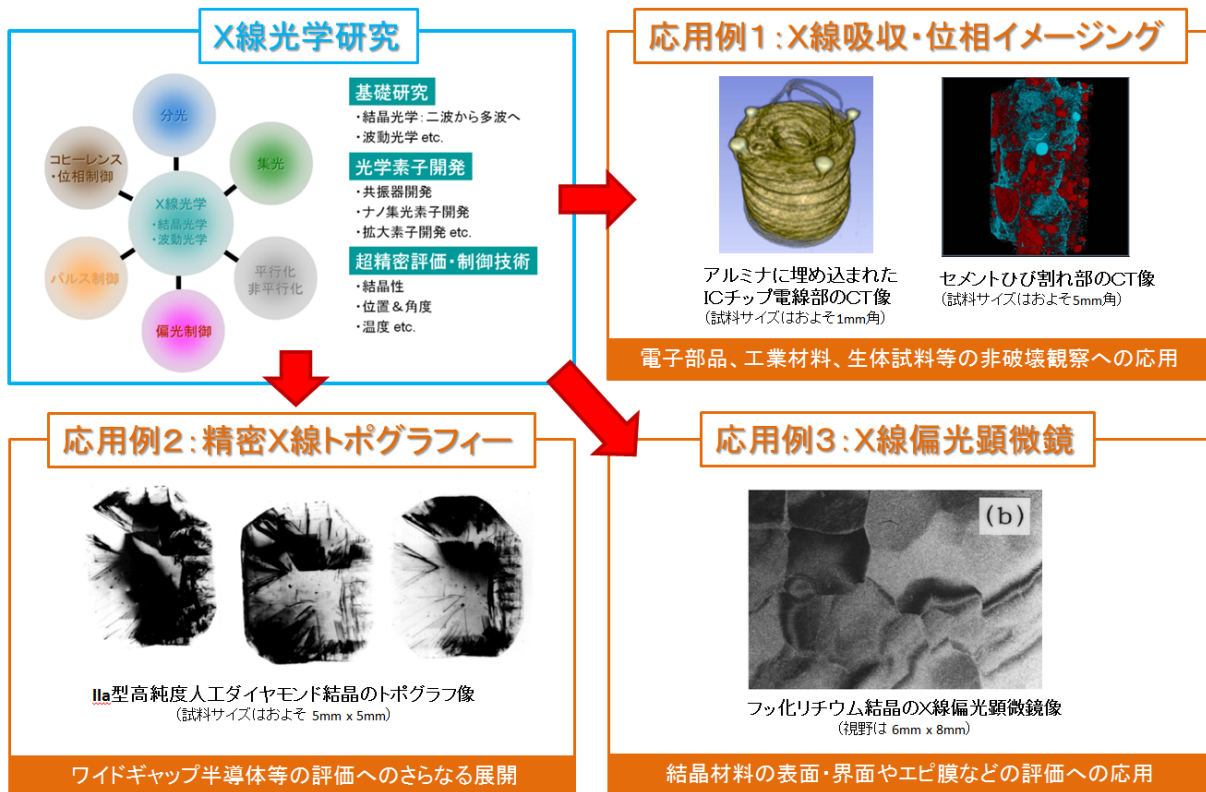 X線光学研究
分光
コヒーレンス
・位相制御
集光
X線光学
・結晶光学
・波動光学
パルス制御
平行化
非平行化
偏光制御
基礎研究
・結晶光学：二波から多波へ
・波動光学 etc.
光学素子開発
・共振器開発
・ナノ集光素子開発
・拡大素子開発 etc.
超精密評価・制御技術
・結晶性
・位置＆角度
・温度 etc.
応用例１：X線吸収・位相イメージング
アルミナに埋め込まれた
ICチップ電線部のCT像
(試料サイズはおよそ1mm角)
セメントひび割れ部のCT像
(試料サイズはおよそ5mm角)
電子部品、工業材料、生体試料等の非破壊観察への応用
応用例２：精密X線トポグラフィー
IIa型高純度人工ダイヤモンド結晶のトポグラフ像
(試料サイズはおよそ 5mm x 5mm)
ワイドギャップ半導体等の評価へのさらなる展開
応用例３：X線偏光顕微鏡
(b)
フッ化リチウム結晶のX線偏光顕微鏡像
(視野は 6mm x 8mm)
結晶材料の表面・界面やエピ膜などの評価への応用